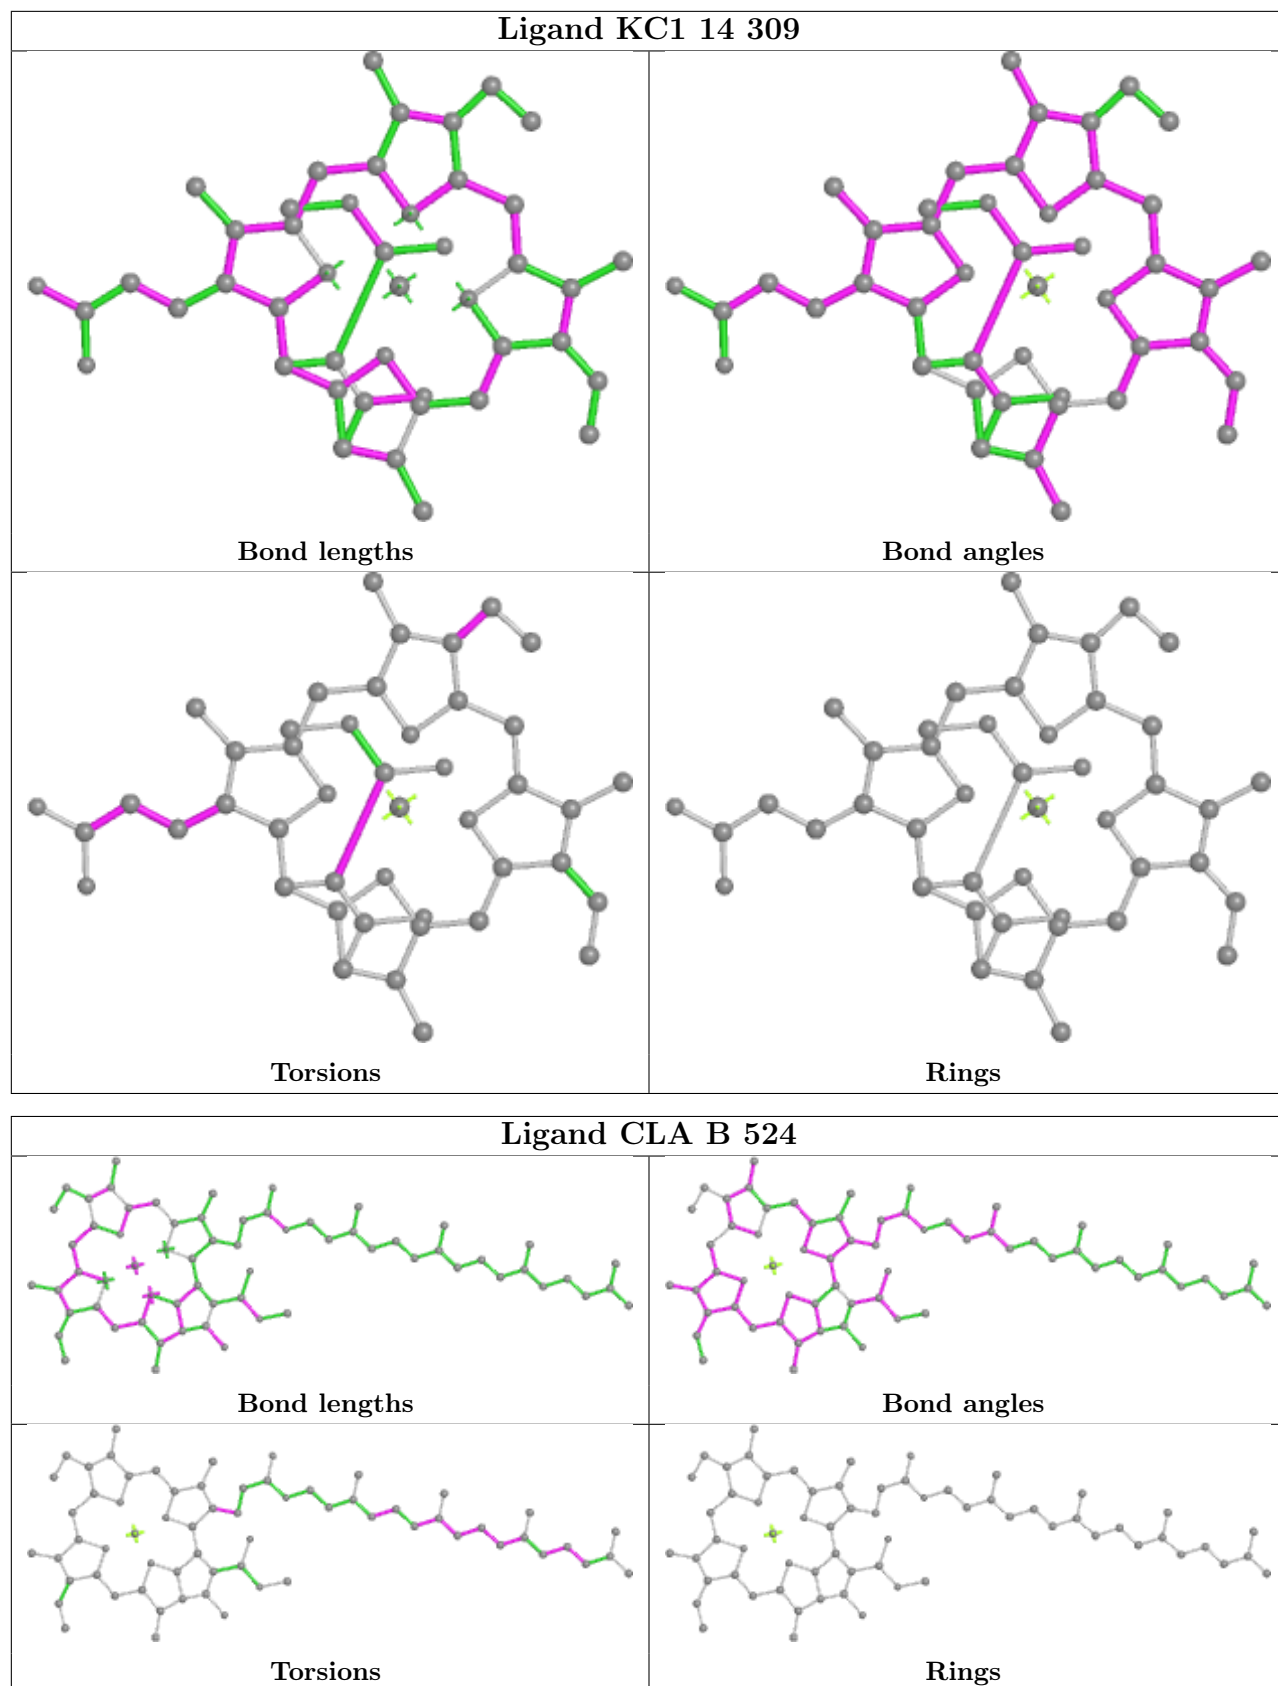 Ligand KC1 14 309
Bond lengths
Bond angles
Torsions
Rings
Ligand CLA B 524
Bond lengths
Bond angles
Torsions
Rings